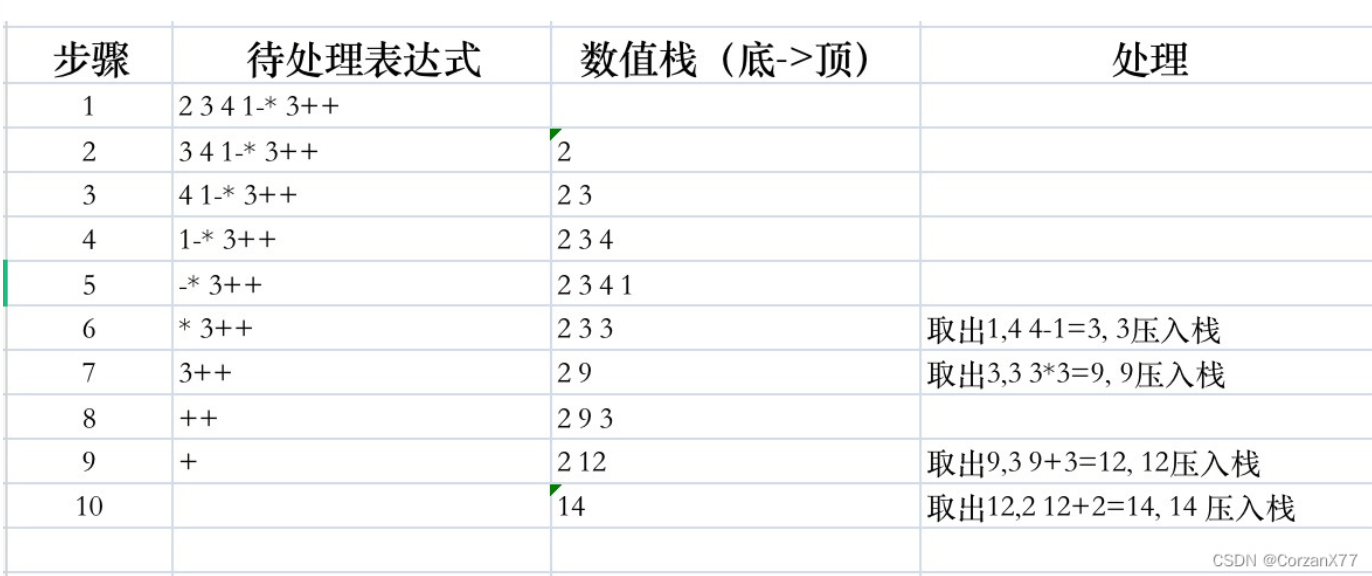 步骤 待处理表达式 数值栈（底->顶） 处理
1 2 3 4 1-* 3++
2 3 4 1-* 3++ 2
3 4 1-* 3++ 2 3
4 1-* 3++ 2 3 4
5 -* 3++ 2 3 4 1
6 * 3++ 2 3 3 取出1,4 4-1=3, 3压入栈
7 3++ 2 9 取出3,3 3*3=9, 9压入栈
8 ++ 2 9 3
9 + 2 12 取出9,3 9+3=12, 12压入栈
10 14 取出12,2 12+2=14, 14 压入栈
CSDN @CorzanX77